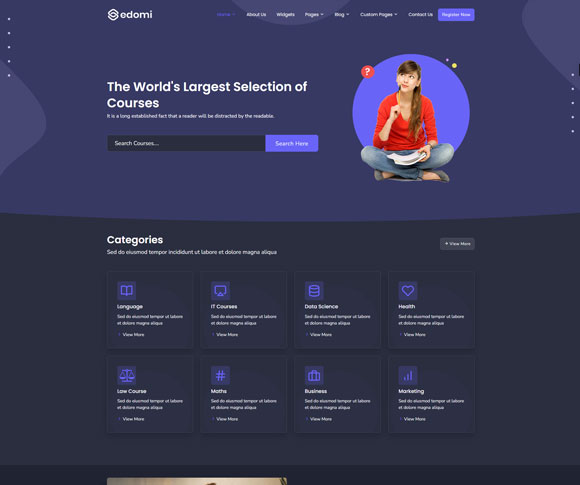 edomi
Home
About Us
Widgets
Pages
Blog
Custom Pages
Contact Us
Register Now
?
The World's Largest Selection of
Courses
It is a long established fact that a reader will be distracted by the readable.
Search Courses...
Search Here
Categories
Sed do eiusmod tempor incididunt ut labore et dolore magna aliqua
View More
Language
Sed do eiusmod tempor ut labore
et dolore magna aliqua
View More
IT Courses
Sed do eiusmod tempor ut labore
et dolore magna aliqua
View More
Data Science
Sed do eiusmod tempor ut labore
et dolore magna aliqua
View More
Health
Sed do eiusmod tempor ut labore
et dolore magna aliqua
View More
Law Course
Sed do eiusmod tempor ut labore
et dolore magna aliqua
View More
Maths
Sed do eiusmod tempor ut labore
et dolore magna aliqua
View More
Business
Sed do eiusmod tempor ut labore
et dolore magna aliqua
View More
Marketing
Sed do eiusmod tempor ut labore
et dolore magna aliqua
View More